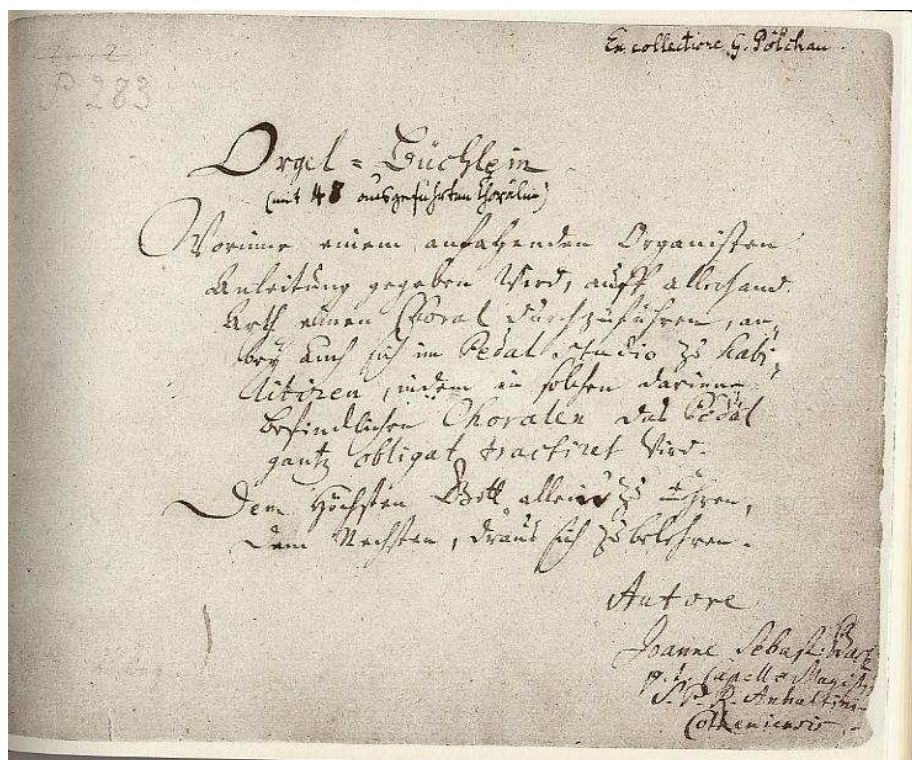 P 283
Ex collectione G. Pölchau.
Orgel=Büchlein
(mit 48 ausgeführten Chorälen)
Worinne einem anfahenden Organisten
Anleitung gegeben wird, auff allerhand
Arth einen Choral durchzuführen, an-
bey auch sich im Pedal studio zu habi-
litiren, indem in solchen darinne
befindlichen Choralen das Pedal
gantz obligat tractiret wird.
Dem Höchsten Gott allein zu Ehren,
Dem Nechsten, draus sich zu belehren.
Autore
Joanne Sebast. Bach
p. t. Capellæ Magistri
S. P. R. Anhaltini-
Cotheniensis.